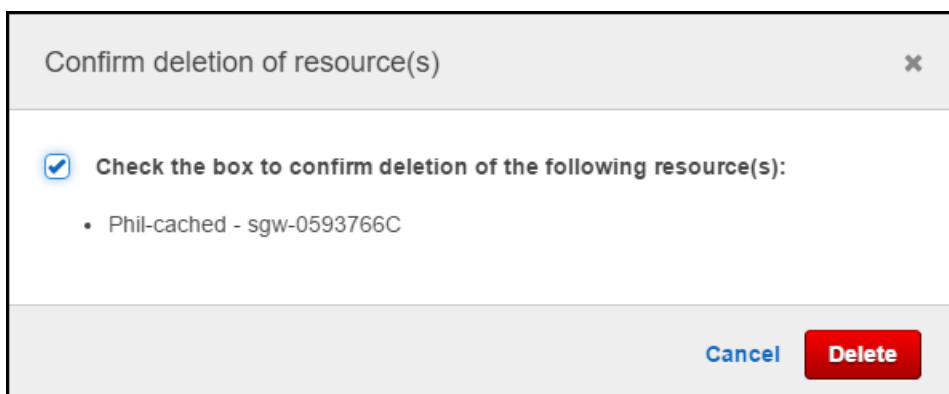 Confirm deletion of resource(s)
Check the box to confirm deletion of the following resource(s):
• Phil-cached - sgw-0593766C
Cancel Delete